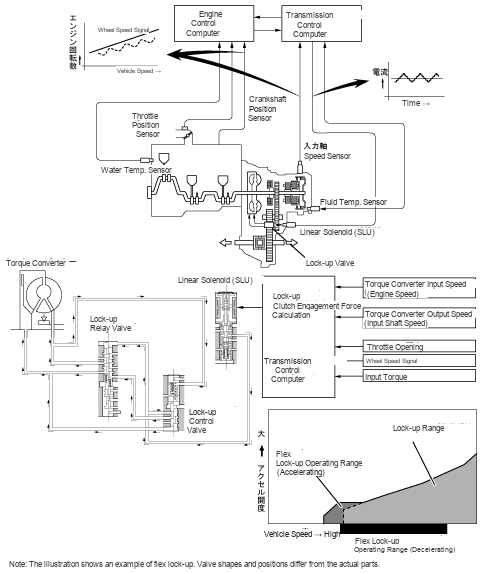 Engine
Control
Computer
Transmission
Control
Computer
エンジン回転数
Wheel Speed Signal
Vehicle Speed →
電流
Time →
Crankshaft
Position
Sensor
Throttle
Position
Sensor
入力軸
Speed Sensor
Water Temp. Sensor
Fluid Temp. Sensor
Linear Solenoid (SLU)
Lock-up Valve
Torque Converter
Linear Solenoid (SLU)
Lock-up
Relay Valve
Lock-up
Control
Valve
Lock-up
Clutch Engagement Force
Calculation
Transmission
Control
Computer
Torque Converter Input Speed
(Engine Speed)
Torque Converter Output Speed
(Input Shaft Speed)
Throttle Opening
Wheel Speed Signal
Input Torque
大
アクセル開度
Flex
Lock-up Operating Range
(Accelerating)
Lock-up Range
Vehicle Speed → High
Flex Lock-up
Operating Range (Decelerating)
Note: The illustration shows an example of flex lock-up. Valve shapes and positions differ from the actual parts.